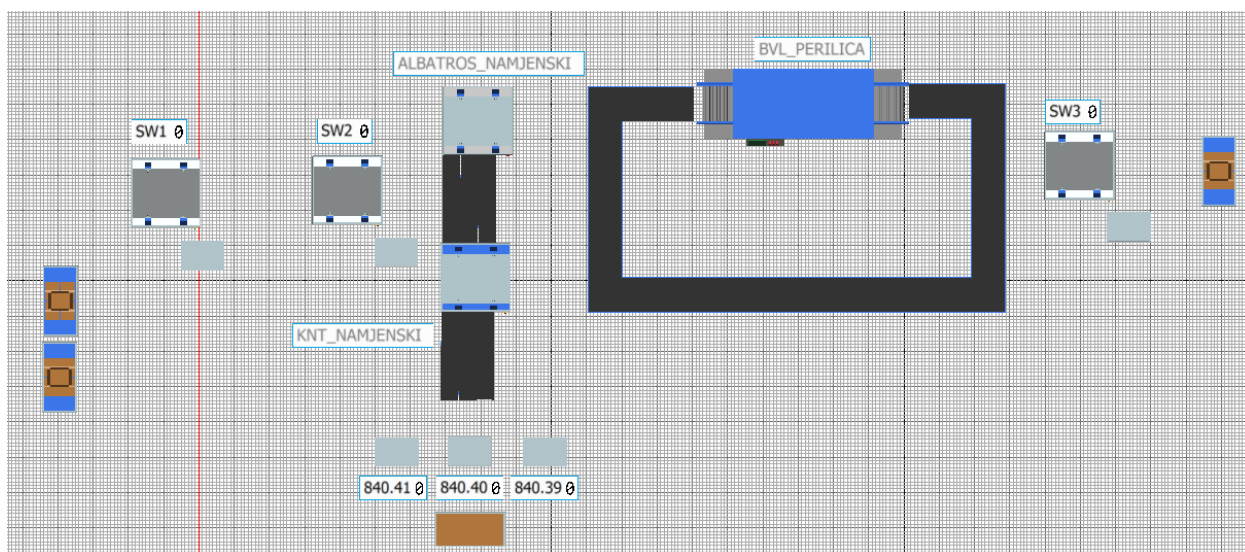 BVL_PERILICA
ALBATROS_NAMJENSKI
SW1 0
SW2 0
SW3 0
KNT_NAMJENSKI
840.41 0
840.40 0
840.39 0